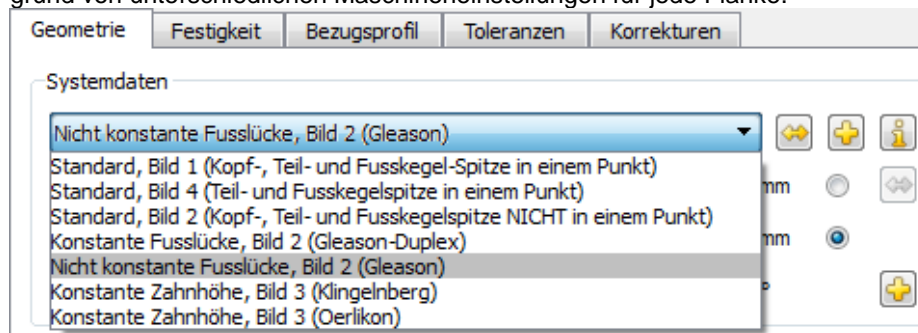 grund von unterschiedlichen Maschineneinstellungen für jede Flanke.
Geometrie Festigkeit Bezugsprofil Toleranzen Korrekturen
Systemdaten
Nicht konstante Fusslücke, Bild 2 (Gleason)
Standard, Bild 1 (Kopf-, Teil- und Fusskegel-Spitze in einem Punkt)
Standard, Bild 4 (Teil- und Fusskegelspitze in einem Punkt) mm
Standard, Bild 2 (Kopf-, Teil- und Fusskegelspitze NICHT in einem Punkt)
Konstante Fusslücke, Bild 2 (Gleason-Duplex) mm
Nicht konstante Fusslücke, Bild 2 (Gleason)
Konstante Zahnhöhe, Bild 3 (Klingelnberg) °
Konstante Zahnhöhe, Bild 3 (Oerlikon)